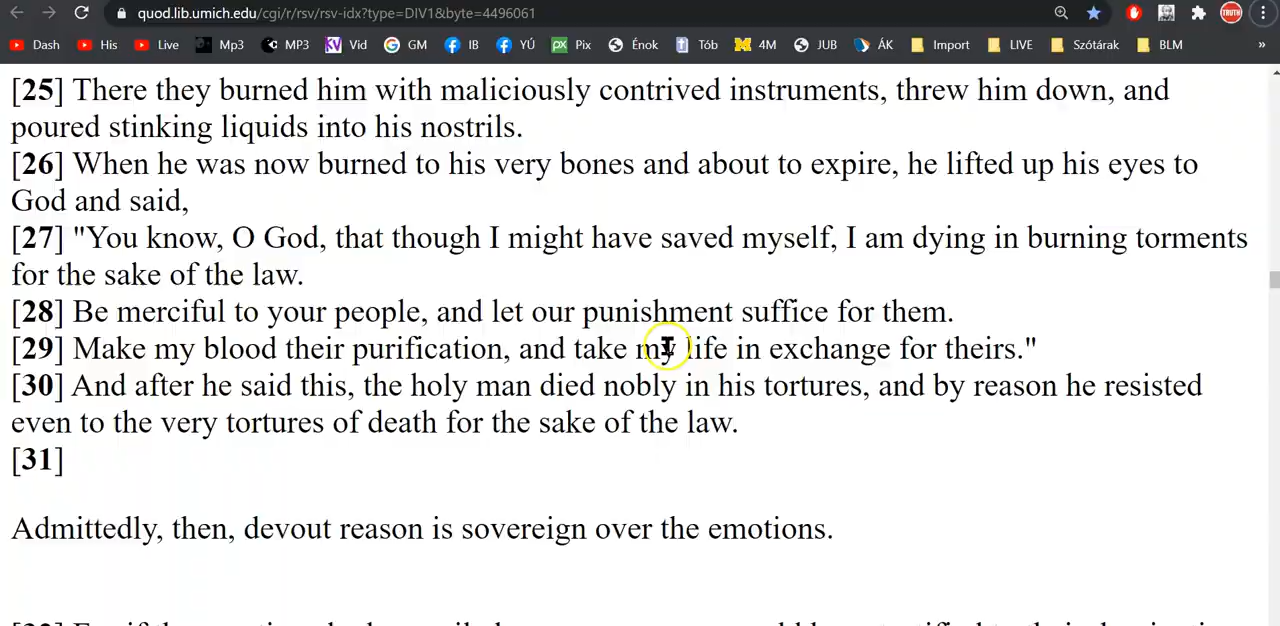 quod.lib.umich.edu/cgi/r/rsv/rsv-idx?type=DIV1&byte=4496061
TRUTH
Dash His Live Mp3 MP3 KV Vid GM IB YÚ px Pix Énok Tób 4M JUB ÁK Import LIVE Szótárak BLM »
[25] There they burned him with maliciously contrived instruments, threw him down, and
poured stinking liquids into his nostrils.
[26] When he was now burned to his very bones and about to expire, he lifted up his eyes to
God and said,
[27] "You know, O God, that though I might have saved myself, I am dying in burning torments
for the sake of the law.
[28] Be merciful to your people, and let our punishment suffice for them.
[29] Make my blood their purification, and take my life in exchange for theirs."
[30] And after he said this, the holy man died nobly in his tortures, and by reason he resisted
even to the very tortures of death for the sake of the law.
[31]
Admittedly, then, devout reason is sovereign over the emotions.